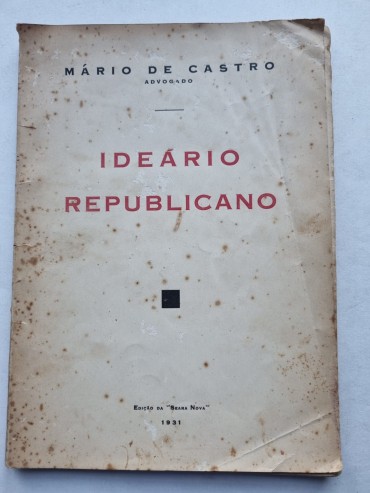 MÁRIO DE CASTRO
ADVOGADO
IDEÁRIO
REPUBLICANO
EDIÇÃO DA "SEARA NOVA"
1931